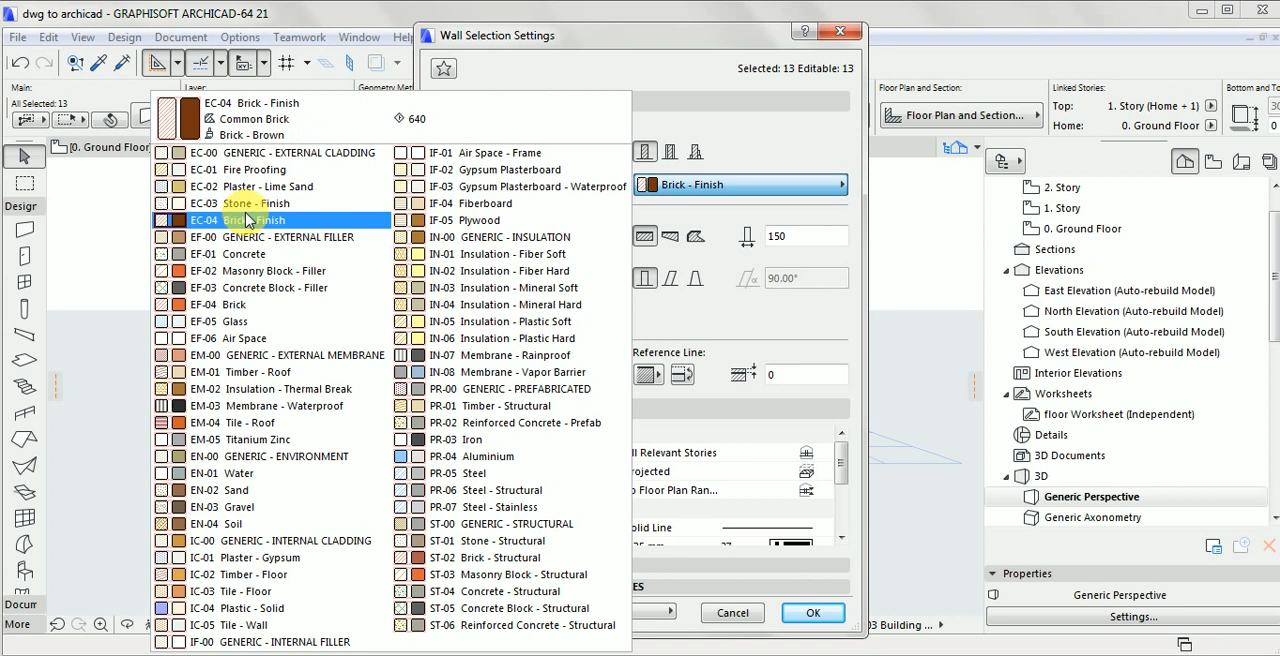 dwg to archicad - GRAPHISOFT ARCHICAD-64 21
File Edit View Design Document Options Teamwork Window Help
Wall Selection Settings
Selected: 13 Editable: 13
Main:
All Selected: 13
Layer:
Floor Plan and Section:
Floor Plan and Section...
Linked Stories:
Top: 1. Story (Home + 1)
Home: 0. Ground Floor
Bottom and To
[0. Ground Floor
Design
EC-04 Brick - Finish
Common Brick
640
Brick - Brown
EC-00 GENERIC - EXTERNAL CLADDING
EC-01 Fire Proofing
EC-02 Plaster - Lime Sand
EC-03 Stone - Finish
EC-04 Brick - Finish
EF-00 GENERIC - EXTERNAL FILLER
EF-01 Concrete
EF-02 Masonry Block - Filler
EF-03 Concrete Block - Filler
EF-04 Brick
EF-05 Glass
EF-06 Air Space
EM-00 GENERIC - EXTERNAL MEMBRANE
EM-01 Timber - Roof
EM-02 Insulation - Thermal Break
EM-03 Membrane - Waterproof
EM-04 Tile - Roof
EM-05 Titanium Zinc
EN-00 GENERIC - ENVIRONMENT
EN-01 Water
EN-02 Sand
EN-03 Gravel
EN-04 Soil
IC-00 GENERIC - INTERNAL CLADDING
IC-01 Plaster - Gypsum
IC-02 Timber - Floor
IC-03 Tile - Floor
IC-04 Plastic - Solid
IC-05 Tile - Wall
IF-00 GENERIC - INTERNAL FILLER
IF-01 Air Space - Frame
IF-02 Gypsum Plasterboard
IF-03 Gypsum Plasterboard - Waterproof
IF-04 Fiberboard
IF-05 Plywood
IN-00 GENERIC - INSULATION
IN-01 Insulation - Fiber Soft
IN-02 Insulation - Fiber Hard
IN-03 Insulation - Mineral Soft
IN-04 Insulation - Mineral Hard
IN-05 Insulation - Plastic Soft
IN-06 Insulation - Plastic Hard
IN-07 Membrane - Rainproof
IN-08 Membrane - Vapor Barrier
PR-00 GENERIC - PREFABRICATED
PR-01 Timber - Structural
PR-02 Reinforced Concrete - Prefab
PR-03 Iron
PR-04 Aluminium
PR-05 Steel
PR-06 Steel - Structural
PR-07 Steel - Stainless
ST-00 GENERIC - STRUCTURAL
ST-01 Stone - Structural
ST-02 Brick - Structural
ST-03 Masonry Block - Structural
ST-04 Concrete - Structural
ST-05 Concrete Block - Structural
ST-06 Reinforced Concrete - Structural
Brick - Finish
150
90.00°
Reference Line:
0
ll Relevant Stories
rojected
o Floor Plan Ran...
olid Line
ES
Cancel
OK
2. Story
1. Story
0. Ground Floor
Sections
Elevations
East Elevation (Auto-rebuild Model)
North Elevation (Auto-rebuild Model)
South Elevation (Auto-rebuild Model)
West Elevation (Auto-rebuild Model)
Interior Elevations
Worksheets
floor Worksheet (Independent)
Details
3D Documents
3D
Generic Perspective
Generic Axonometry
Properties
Generic Perspective
Settings...
Docum
More
03 Building ...